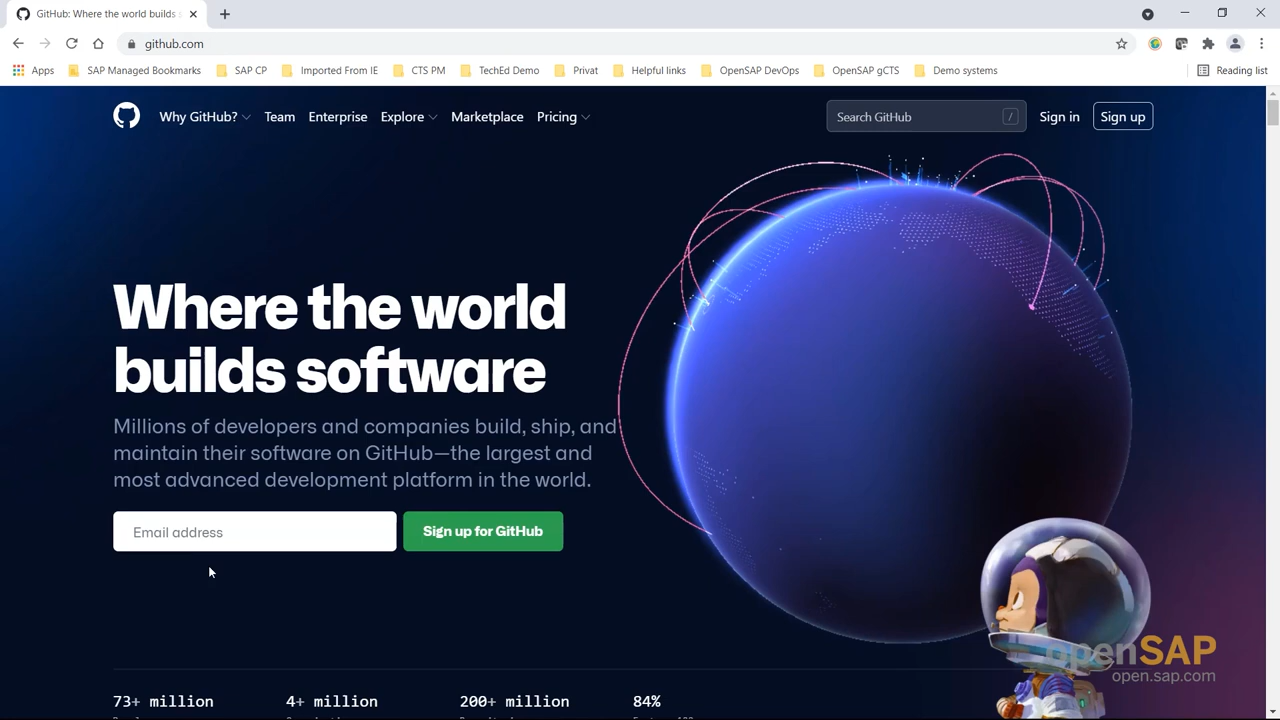 GitHub: Where the world builds s
github.com
Apps SAP Managed Bookmarks SAP CP Imported From IE CTS PM TechEd Demo Privat Helpful links OpenSAP DevOps OpenSAP gCTS Demo systems Reading list
Why GitHub? Team Enterprise Explore Marketplace Pricing Search GitHub / Sign in Sign up
Where the world
builds software
Millions of developers and companies build, ship, and
maintain their software on GitHub—the largest and
most advanced development platform in the world.
Email address Sign up for GitHub
openSAP
open.sap.com
73+ million 4+ million 200+ million 84%